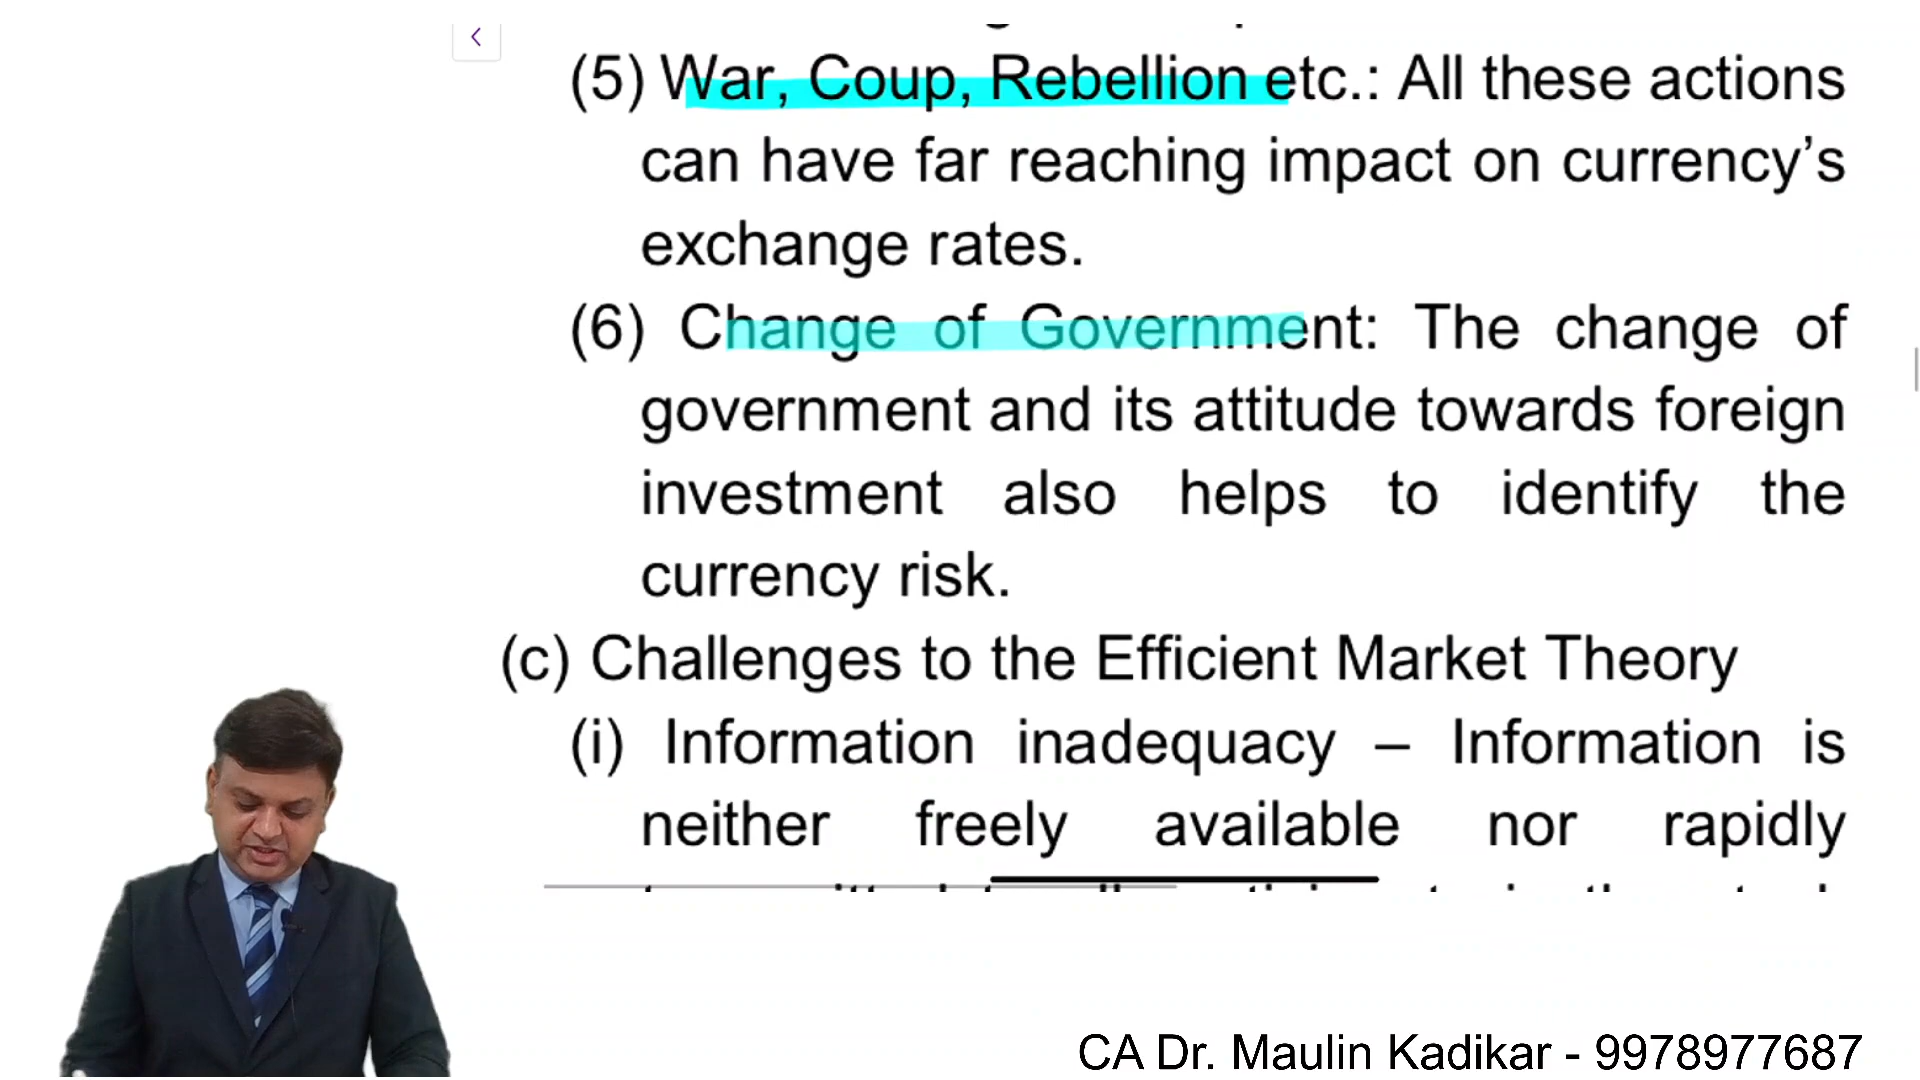 (5) War, Coup, Rebellion etc.: All these actions
can have far reaching impact on currency’s
exchange rates.
(6) Change of Government: The change of
government and its attitude towards foreign
investment also helps to identify the
currency risk.
(c) Challenges to the Efficient Market Theory
(i) Information inadequacy – Information is
neither freely available nor rapidly
CA Dr. Maulin Kadikar - 9978977687